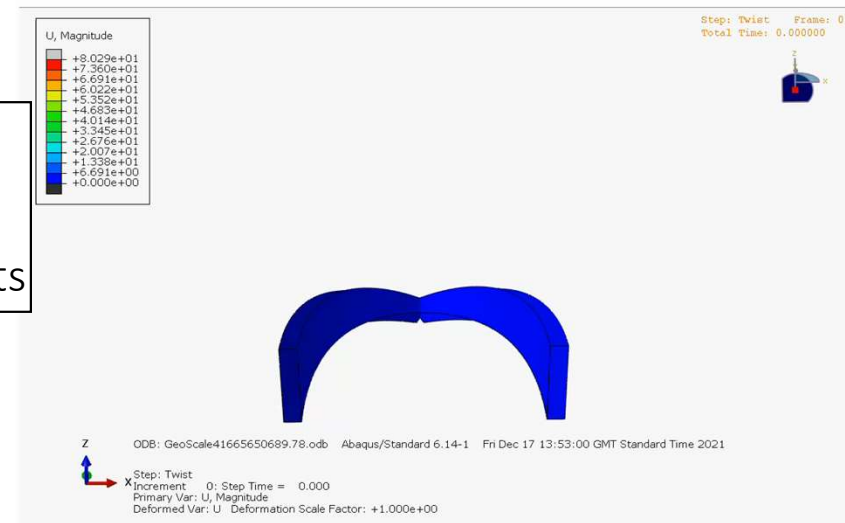 U, Magnitude
+8.029e+01
+7.360e+01
+6.691e+01
+6.022e+01
+5.352e+01
+4.683e+01
+4.014e+01
+3.345e+01
+2.676e+01
+2.007e+01
+1.338e+01
+6.691e+00
+0.000e+00
Step: Twist Frame: 0
Total Time: 0.000000
z
x
ts
Z
X
ODB: GeoScale41665650689.78.odb Abaqus/Standard 6.14-1 Fri Dec 17 13:53:00 GMT Standard Time 2021
Step: Twist
Increment 0: Step Time = 0.000
Primary Var: U, Magnitude
Deformed Var: U Deformation Scale Factor: +1.000e+00